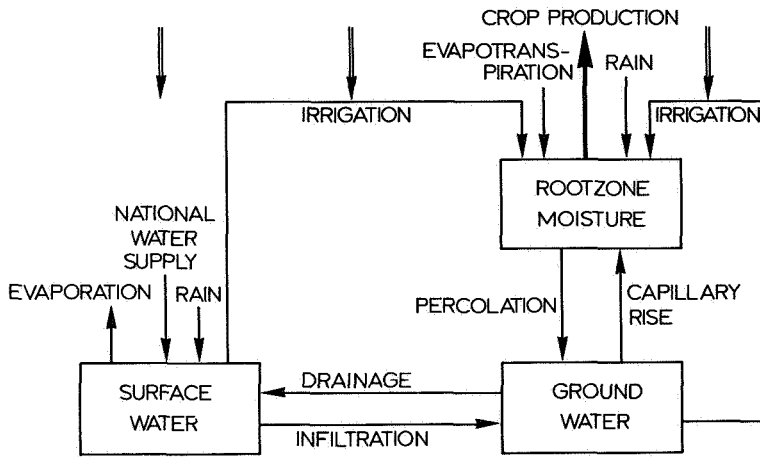 CROP PRODUCTION
EVAPOTRANS-
PIRATION
RAIN
IRRIGATION
IRRIGATION
ROOTZONE
MOISTURE
NATIONAL
WATER
SUPPLY
EVAPORATION
RAIN
PERCOLATION
CAPILLARY
RISE
SURFACE
WATER
DRAINAGE
INFILTRATION
GROUND
WATER